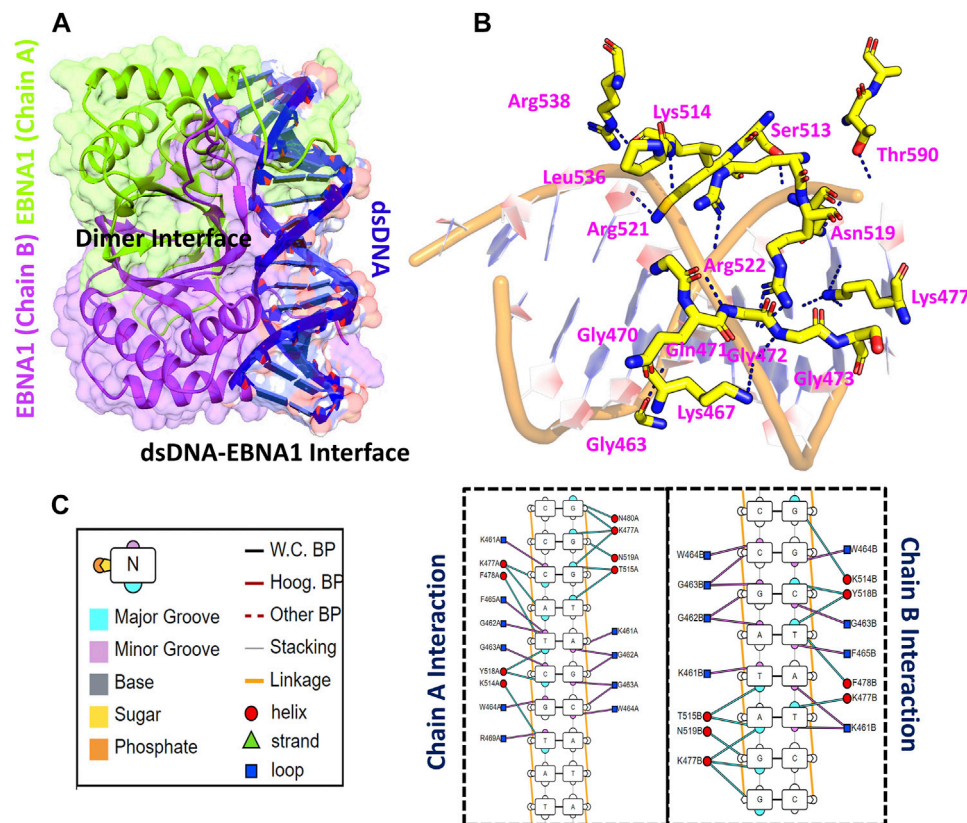 A
EBNA1 (Chain B) EBNA1 (Chain A)
Dimer Interface
dsDNA
dsDNA-EBNA1 Interface
B
Arg538
Lys514
Ser513
Thr590
Leu536
Arg521
Asn519
Arg522
Lys477
Gly470
Gln471
Gly472
Gly473
Lys467
Gly463
C
N
Major Groove
Minor Groove
Base
Sugar
Phosphate
W.C. BP
Hoog. BP
Other BP
Stacking
Linkage
helix
strand
loop
Chain A Interaction
C G
N480A
K477A
K461A
C G
N519A
K477A
C G
T515A
F478A
F465A
A T
G462A
K461A
T A
G463A
G462A
Y518A
C G
K514A
G463A
W464A
G C
W464A
R469A
T A
A T
T A
C G
W464B
C G
W464B
G463B
K514B
G C
Y518B
G462B
G463B
A T
F465B
K461B
T A
F478B
K477B
T515B
A T
N519B
K461B
K477B
G C
G C
Chain B Interaction